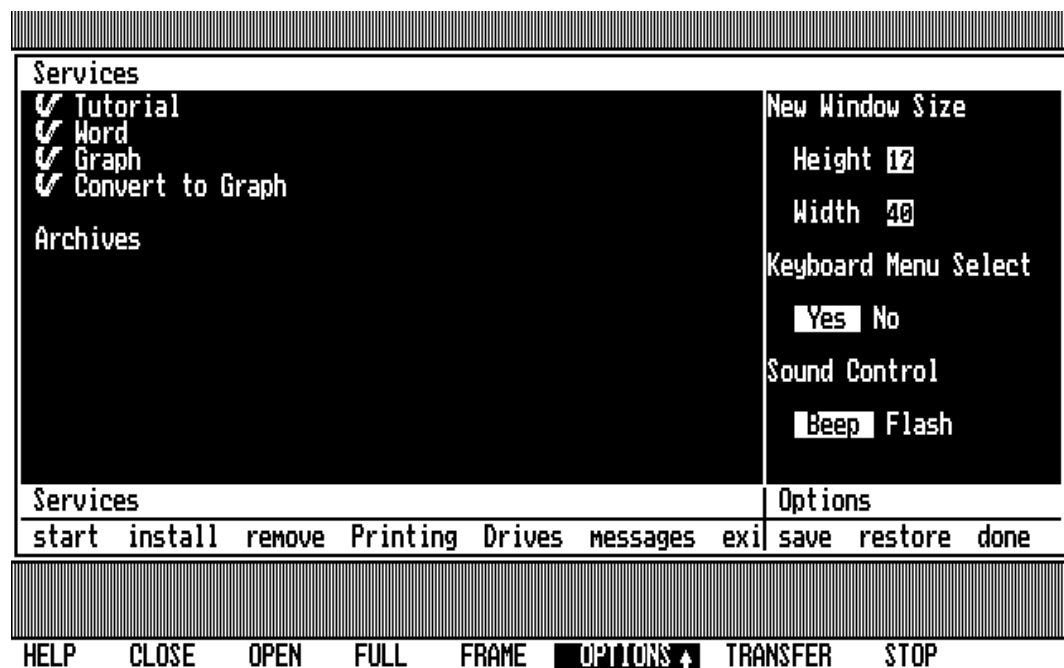 Services
Tutorial
Word
Graph
Convert to Graph
Archives
New Window Size
Height 12
Width 40
Keyboard Menu Select
Yes No
Sound Control
Beep Flash
Services
start install remove Printing Drives messages exi
Options
save restore done
HELP CLOSE OPEN FULL FRAME OPTIONS TRANSFER STOP